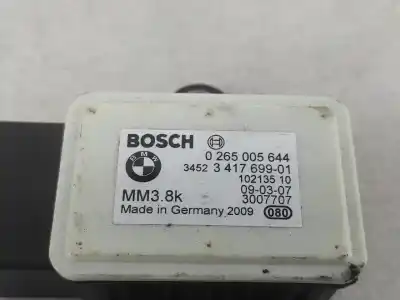 BOSCH
BMW
0 265 005 644
3452 3 417 699-01
102135 10
09-03-07
MM3.8k 3007707
Made in Germany 2009 080